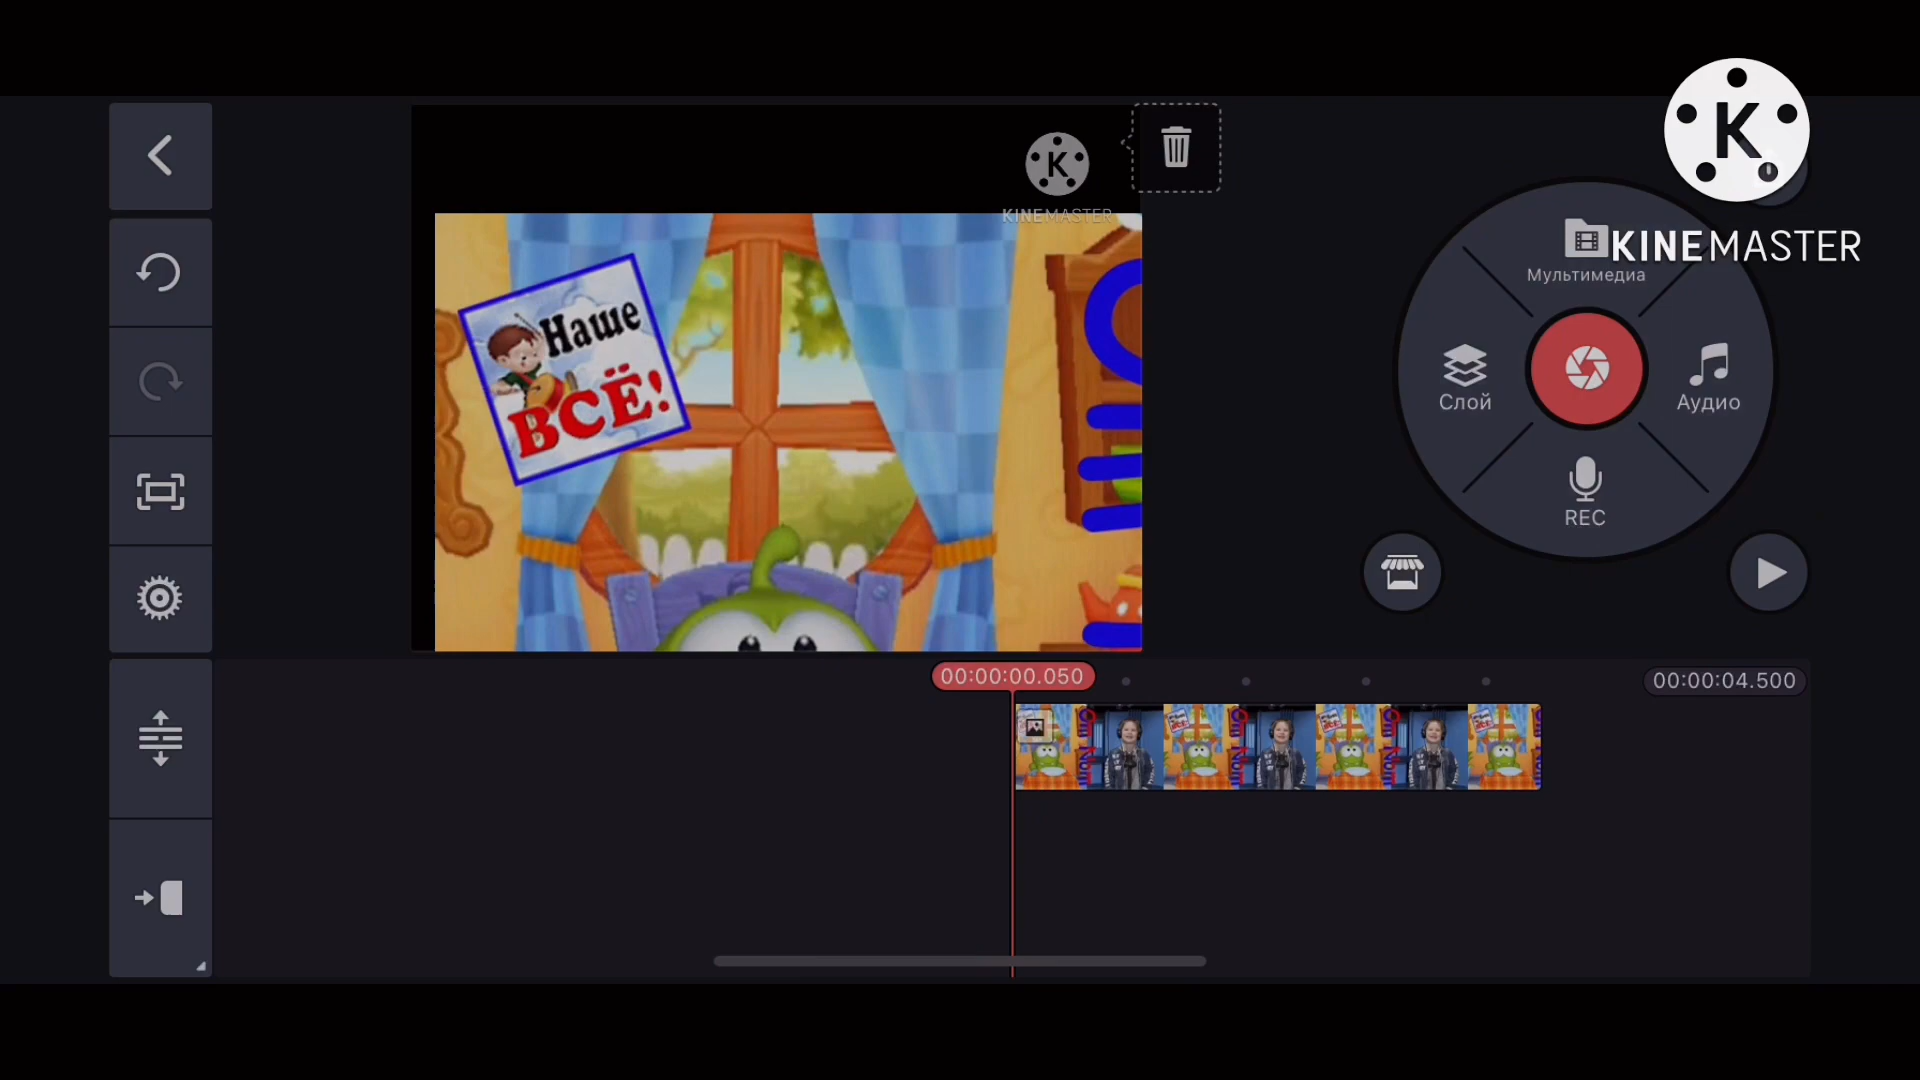 K
KINEMASTER
K
KINEMASTER
Мультимедиа
Слой
Аудио
REC
Наше
ВСЁ!
00:00:00.050
00:00:04.500